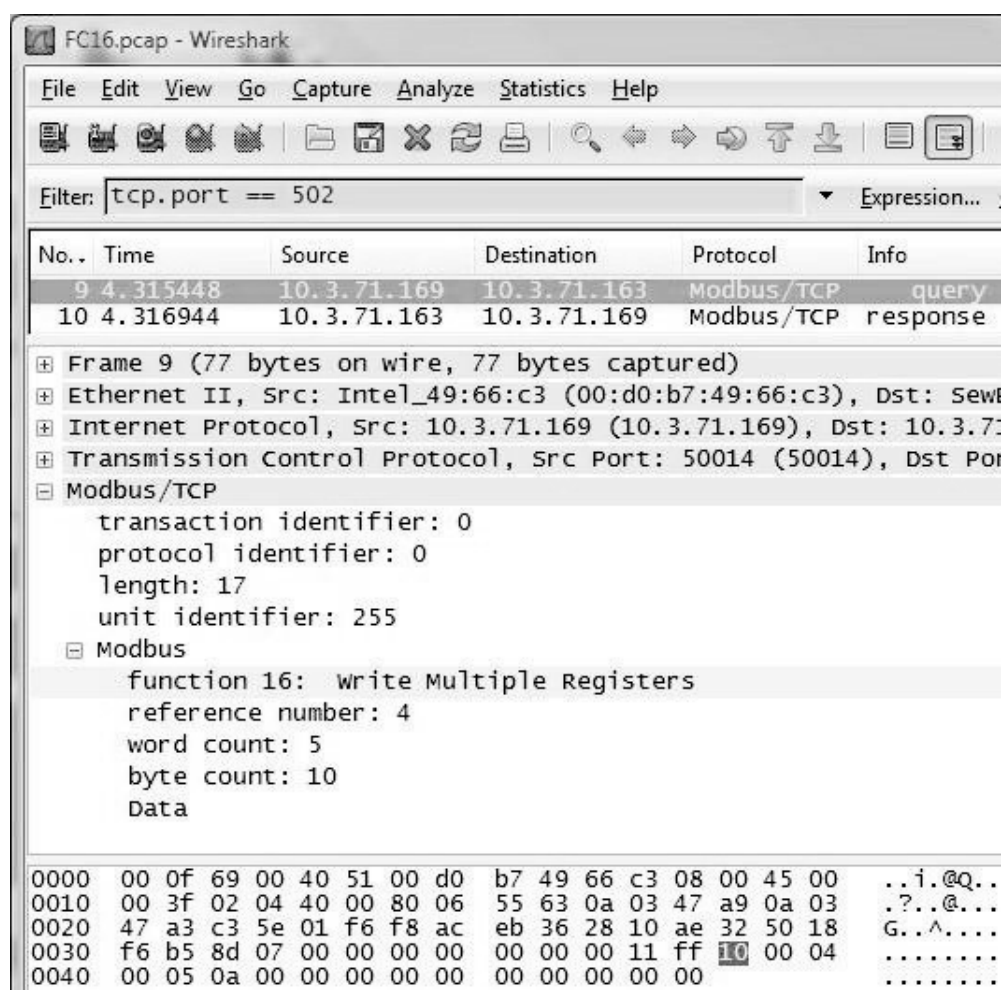 FC16.pcap - Wireshark
File Edit View Go Capture Analyze Statistics Help
Filter: tcp.port == 502 Expression...
No. . Time Source Destination Protocol Info
9 4.315448 10.3.71.169 10.3.71.163 Modbus/TCP query
10 4.316944 10.3.71.163 10.3.71.169 Modbus/TCP response
Frame 9 (77 bytes on wire, 77 bytes captured)
Ethernet II, Src: Intel_49:66:c3 (00:d0:b7:49:66:c3), Dst: Sew
Internet Protocol, Src: 10.3.71.169 (10.3.71.169), Dst: 10.3.71
Transmission Control Protocol, Src Port: 50014 (50014), Dst Por
Modbus/TCP
transaction identifier: 0
protocol identifier: 0
length: 17
unit identifier: 255
Modbus
function 16: Write Multiple Registers
reference number: 4
word count: 5
byte count: 10
Data
0000 00 0f 69 00 40 51 00 d0 b7 49 66 c3 08 00 45 00 ..i.@Q..
0010 00 3f 02 04 40 00 80 06 55 63 0a 03 47 a9 0a 03 .?..@...
0020 47 a3 c3 5e 01 f6 f8 ac eb 36 28 10 ae 32 50 18 G..^....
0030 f6 b5 8d 07 00 00 00 00 00 00 00 11 ff 10 00 04 ........
0040 00 05 0a 00 00 00 00 00 00 00 00 00 00 ........